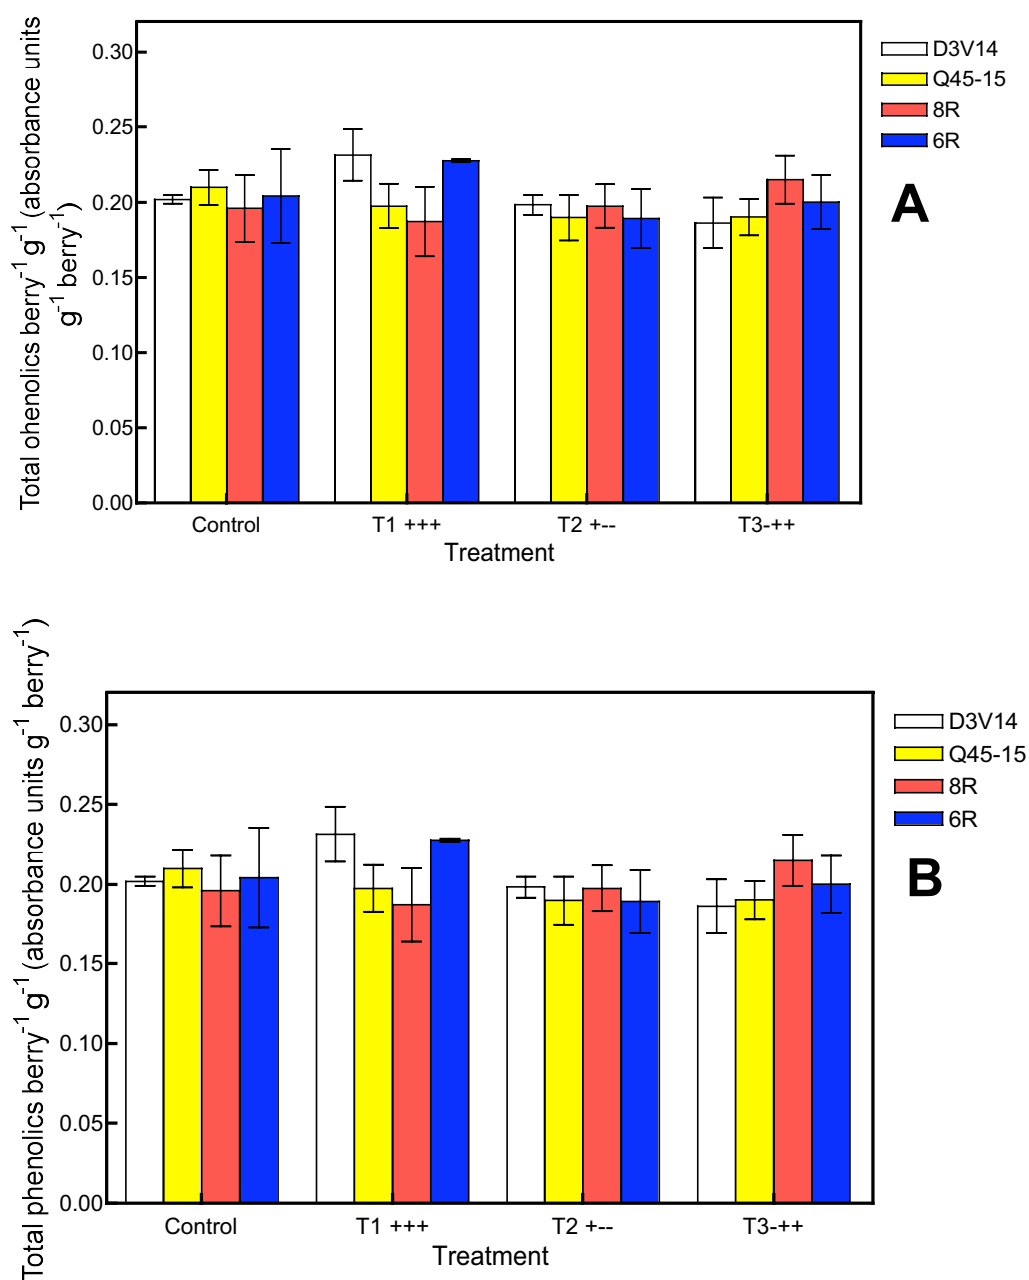 Total ohenolics berry⁻¹ g⁻¹ (absorbance units
g⁻¹ berry⁻¹)
0.30
0.25
0.20
0.15
0.10
0.05
0.00
Control T1 +++ T2 +-- T3-++
Treatment
D3V14
Q45-15
8R
6R
A
Total phenolics berry⁻¹ g⁻¹ (absorbance units g⁻¹ berry⁻¹)
0.30
0.25
0.20
0.15
0.10
0.05
0.00
Control T1 +++ T2 +-- T3-++
Treatment
D3V14
Q45-15
8R
6R
B